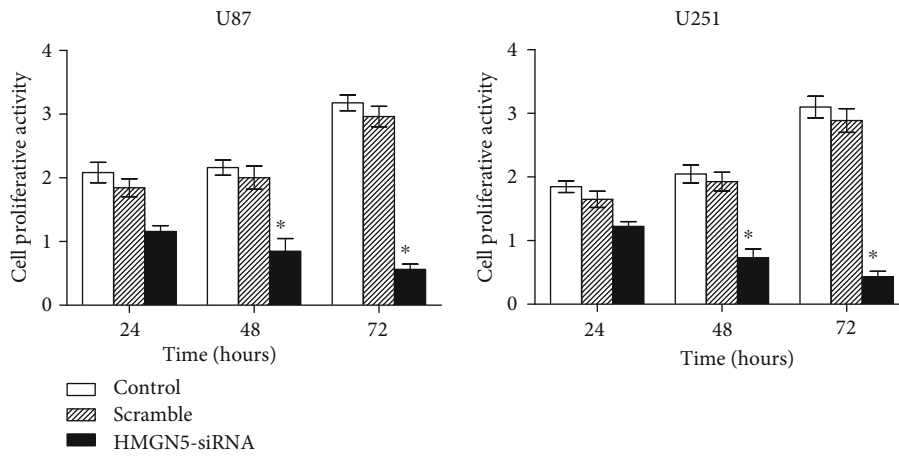 U87
Cell proliferative activity
4
3
2
1
0
*
*
24
48
72
Time (hours)
U251
Cell proliferative activity
4
3
2
1
0
*
*
24
48
72
Time (hours)
Control
Scramble
HMGN5-siRNA